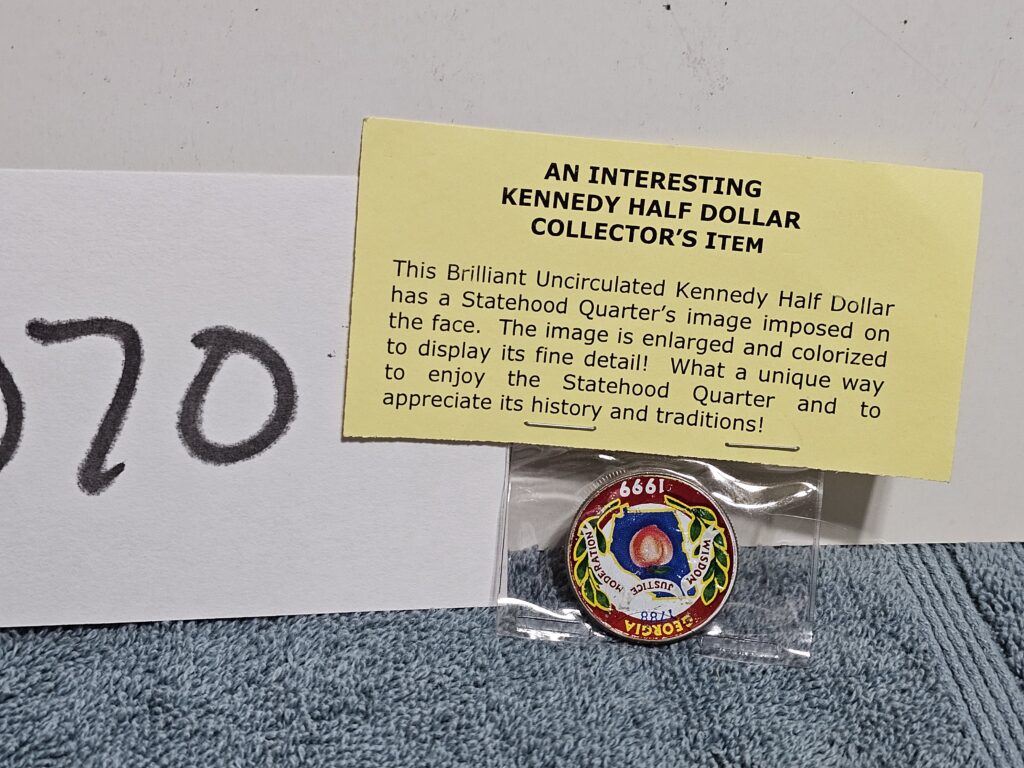 070
AN INTERESTING
KENNEDY HALF DOLLAR
COLLECTOR'S ITEM
This Brilliant Uncirculated Kennedy Half Dollar
has a Statehood Quarter's image imposed on
the face. The image is enlarged and colorized
to display its fine detail! What a unique way
to enjoy the Statehood Quarter and to
appreciate its history and traditions!
GEORGIA
1788
WISDOM
JUSTICE
MODERATION
1999